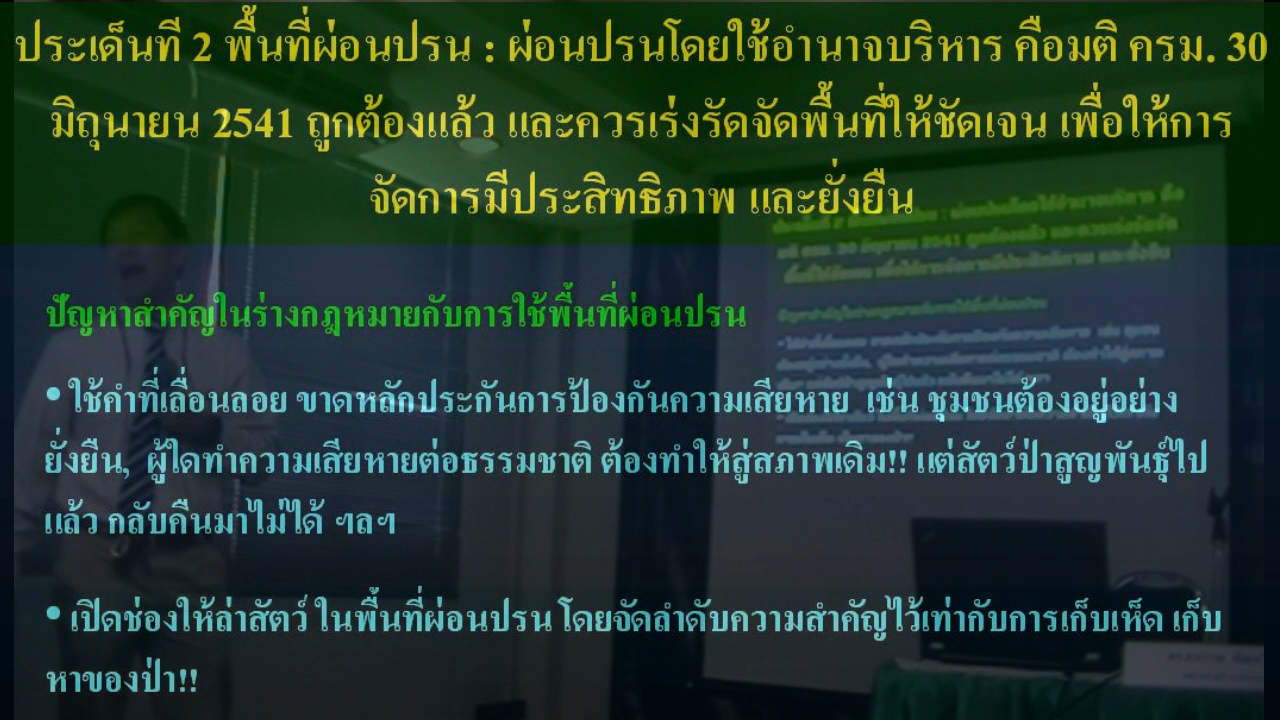 ประเด็นที่ 2 พื้นที่ผ่อนปรน : ผ่อนปรนโดยใช้อำนาจบริหาร คือมติ ครม. 30
มิถุนายน 2541 ถูกต้องแล้ว และควรเร่งรัดจัดพื้นที่ให้ชัดเจน เพื่อให้การ
จัดการมีประสิทธิภาพ และยั่งยืน
ปัญหาสำคัญในร่างกฎหมายกับการใช้พื้นที่ผ่อนปรน
• ใช้คำที่เลื่อนลอย ขาดหลักประกันการป้องกันความเสียหาย เช่น ชุมชนต้องอยู่อย่าง
ยั่งยืน, ผู้ใดทำความเสียหายต่อธรรมชาติ ต้องทำให้สู่สภาพเดิม!! แต่สัตว์ป่าสูญพันธุ์ไป
แล้ว กลับคืนมาไม่ได้ ฯลฯ
• เปิดช่องให้ล่าสัตว์ ในพื้นที่ผ่อนปรน โดยจัดลำดับความสำคัญไว้เท่ากับการเก็บเห็ด เก็บ
หาของป่า!!